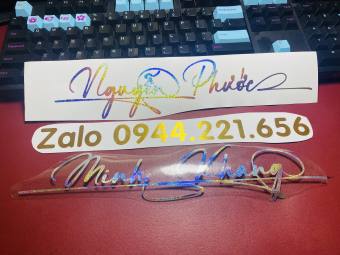 Nguyễn Phước
Zalo 0944.221.656
Minh Khang